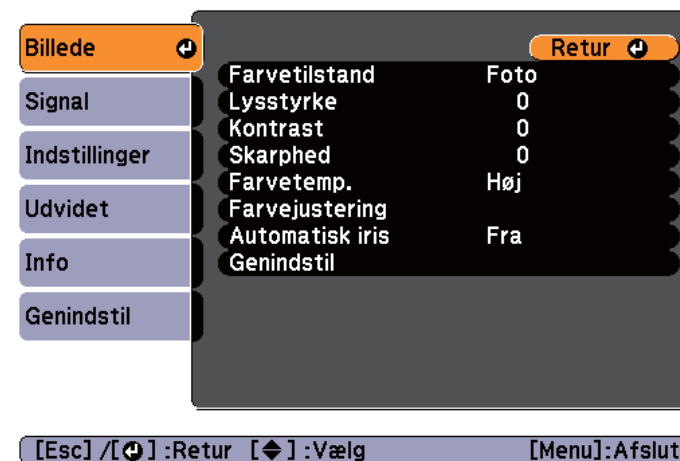 Billede
Signal
Indstillinger
Udvidet
Info
Genindstil
Retur
Farvetilstand Foto
Lysstyrke 0
Kontrast 0
Skarphed 0
Farvetemp. Høj
Farvejustering
Automatisk iris Fra
Genindstil
[Esc] /[ ] :Retur [ ] :Vælg [Menu]:Afslut